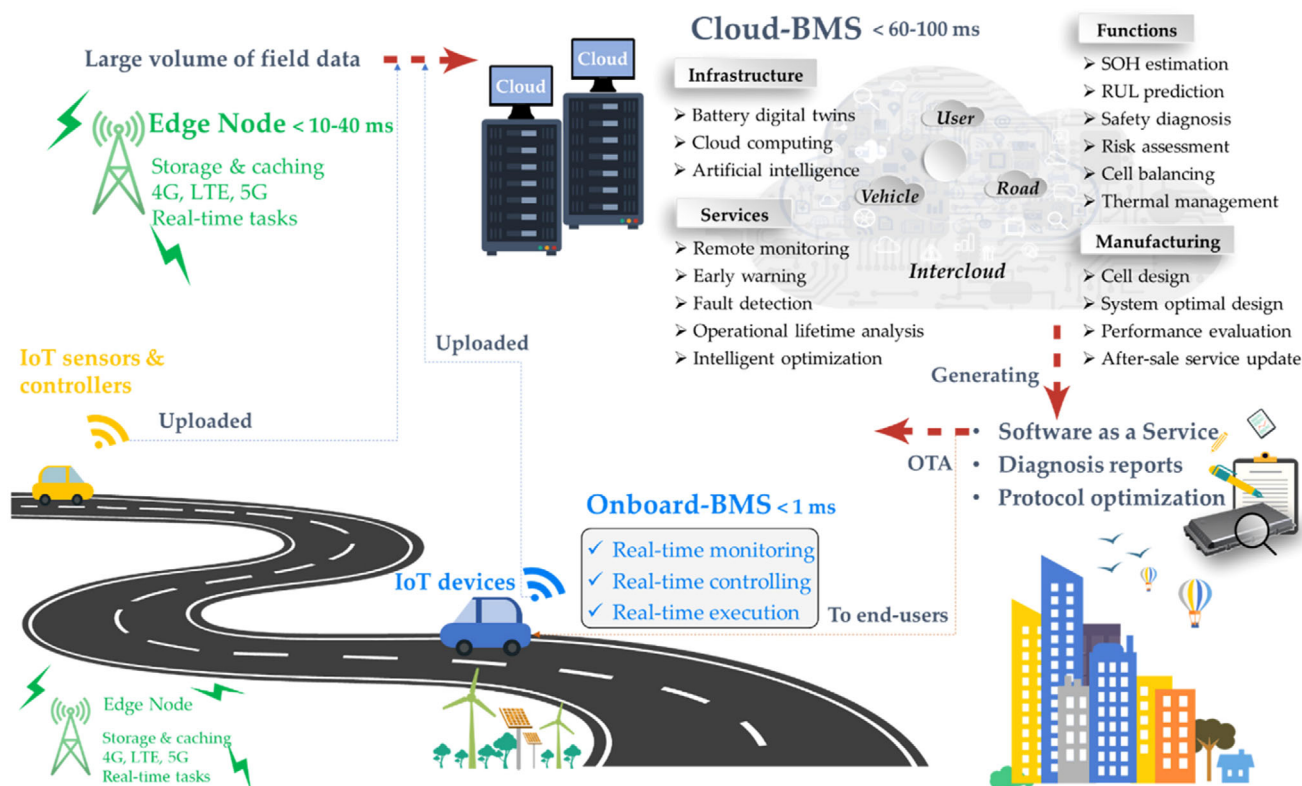 Large volume of field data
Edge Node < 10-40 ms
Storage & caching
4G, LTE, 5G
Real-time tasks
Cloud
Cloud
Cloud-BMS < 60-100 ms
Infrastructure
➤ Battery digital twins
➤ Cloud computing
➤ Artificial intelligence
Services
➤ Remote monitoring
➤ Early warning
➤ Fault detection
➤ Operational lifetime analysis
➤ Intelligent optimization
User
Vehicle
Road
Intercloud
Functions
➤ SOH estimation
➤ RUL prediction
➤ Safety diagnosis
➤ Risk assessment
➤ Cell balancing
➤ Thermal management
Manufacturing
➤ Cell design
➤ System optimal design
➤ Performance evaluation
➤ After-sale service update
IoT sensors &
controllers
Uploaded
Uploaded
Generating
OTA
• Software as a Service
• Diagnosis reports
• Protocol optimization
Onboard-BMS < 1 ms
✓ Real-time monitoring
✓ Real-time controlling
✓ Real-time execution
IoT devices
To end-users
Edge Node
Storage & caching
4G, LTE, 5G
Real-time tasks